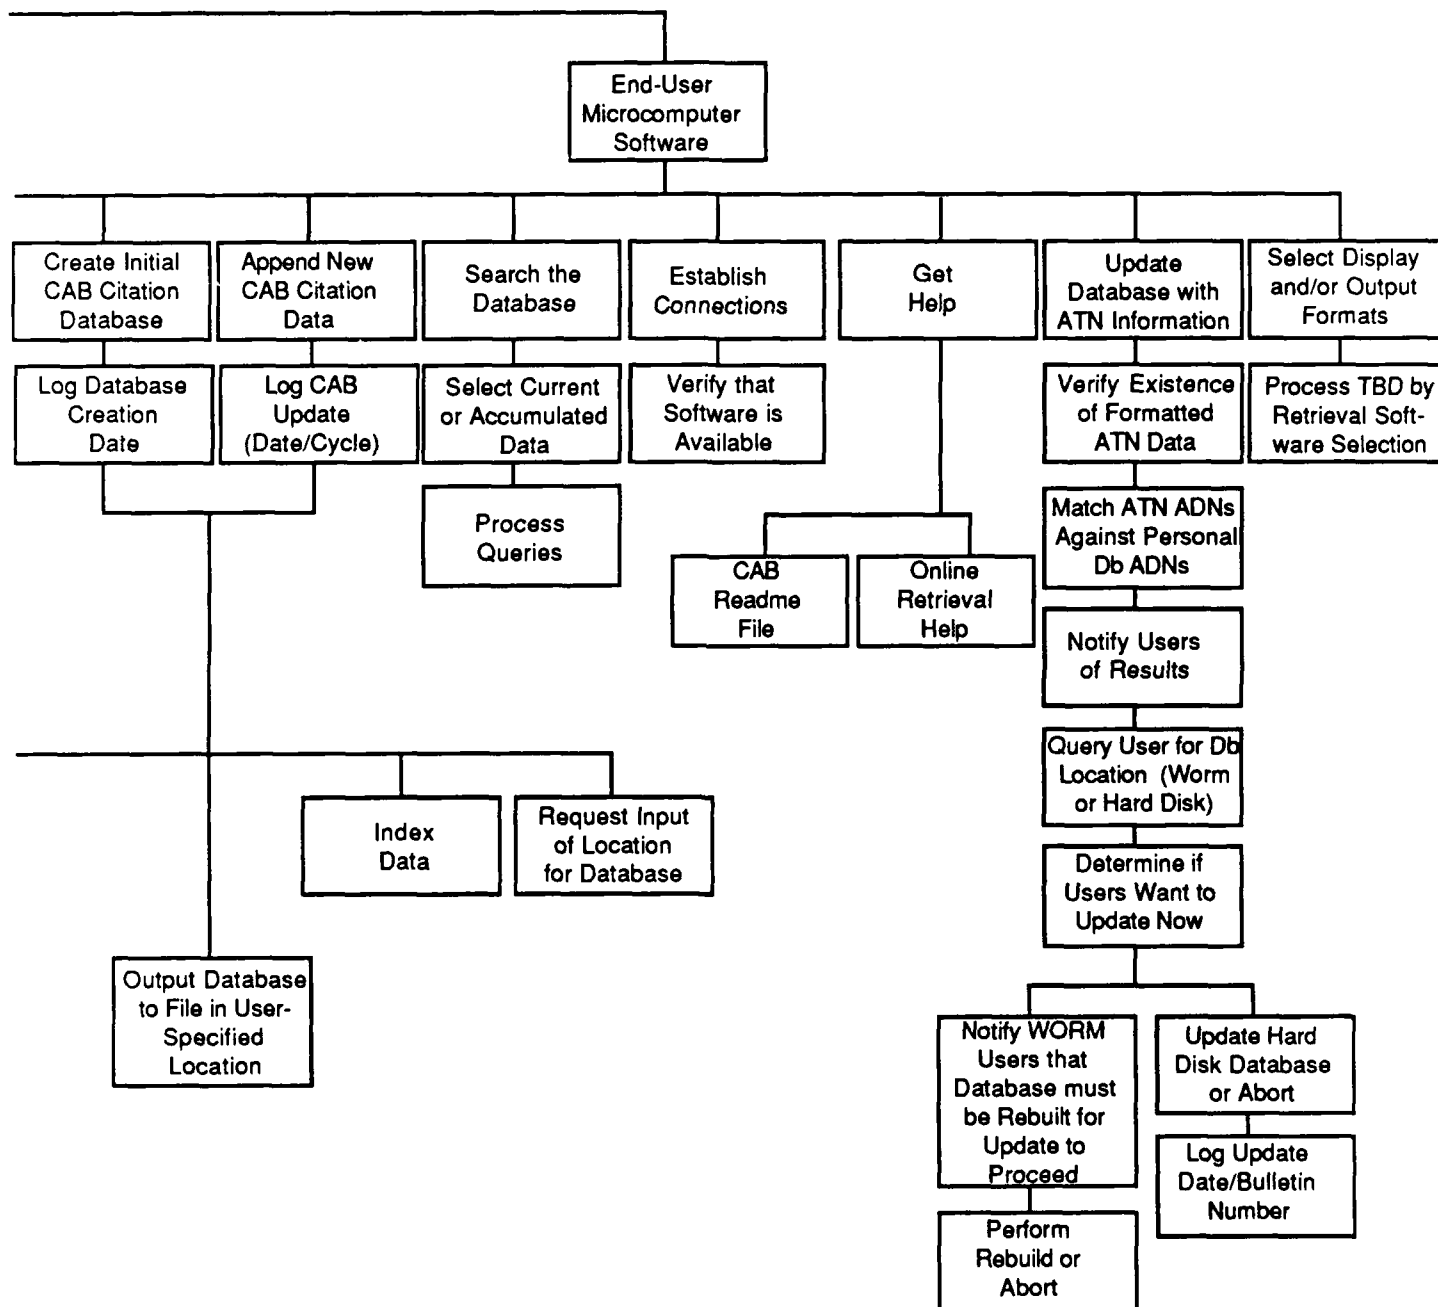 End-User
Microcomputer
Software
Create Initial
CAB Citation
Database
Append New
CAB Citation
Data
Search the
Database
Establish
Connections
Get
Help
Update
Database with
ATN Information
Select Display
and/or Output
Formats
Log Database
Creation
Date
Log CAB
Update
(Date/Cycle)
Select Current
or Accumulated
Data
Verify that
Software is
Available
Verify Existence
of Formatted
ATN Data
Process TBD by
Retrieval Soft-
ware Selection
Process
Queries
Match ATN ADNs
Against Personal
Db ADNs
CAB
Readme
File
Online
Retrieval
Help
Notify Users
of Results
Query User for Db
Location (Worm
or Hard Disk)
Index
Data
Request Input
of Location
for Database
Determine if
Users Want to
Update Now
Output Database
to File in User-
Specified
Location
Notify WORM
Users that
Database must
be Rebuilt for
Update to
Proceed
Update Hard
Disk Database
or Abort
Log Update
Date/Bulletin
Number
Perform
Rebuild or
Abort